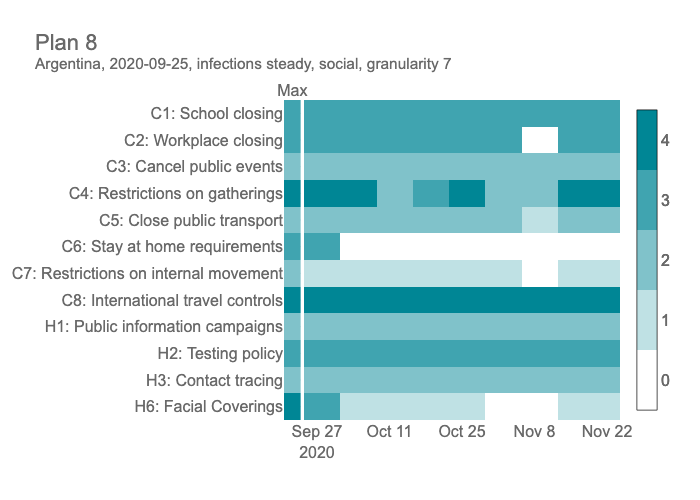 Plan 8
Argentina, 2020-09-25, infections steady, social, granularity 7
Max
C1: School closing
C2: Workplace closing
C3: Cancel public events
C4: Restrictions on gatherings
C5: Close public transport
C6: Stay at home requirements
C7: Restrictions on internal movement
C8: International travel controls
H1: Public information campaigns
H2: Testing policy
H3: Contact tracing
H6: Facial Coverings
4
3
2
1
0
Sep 27 Oct 11 Oct 25 Nov 8 Nov 22
2020